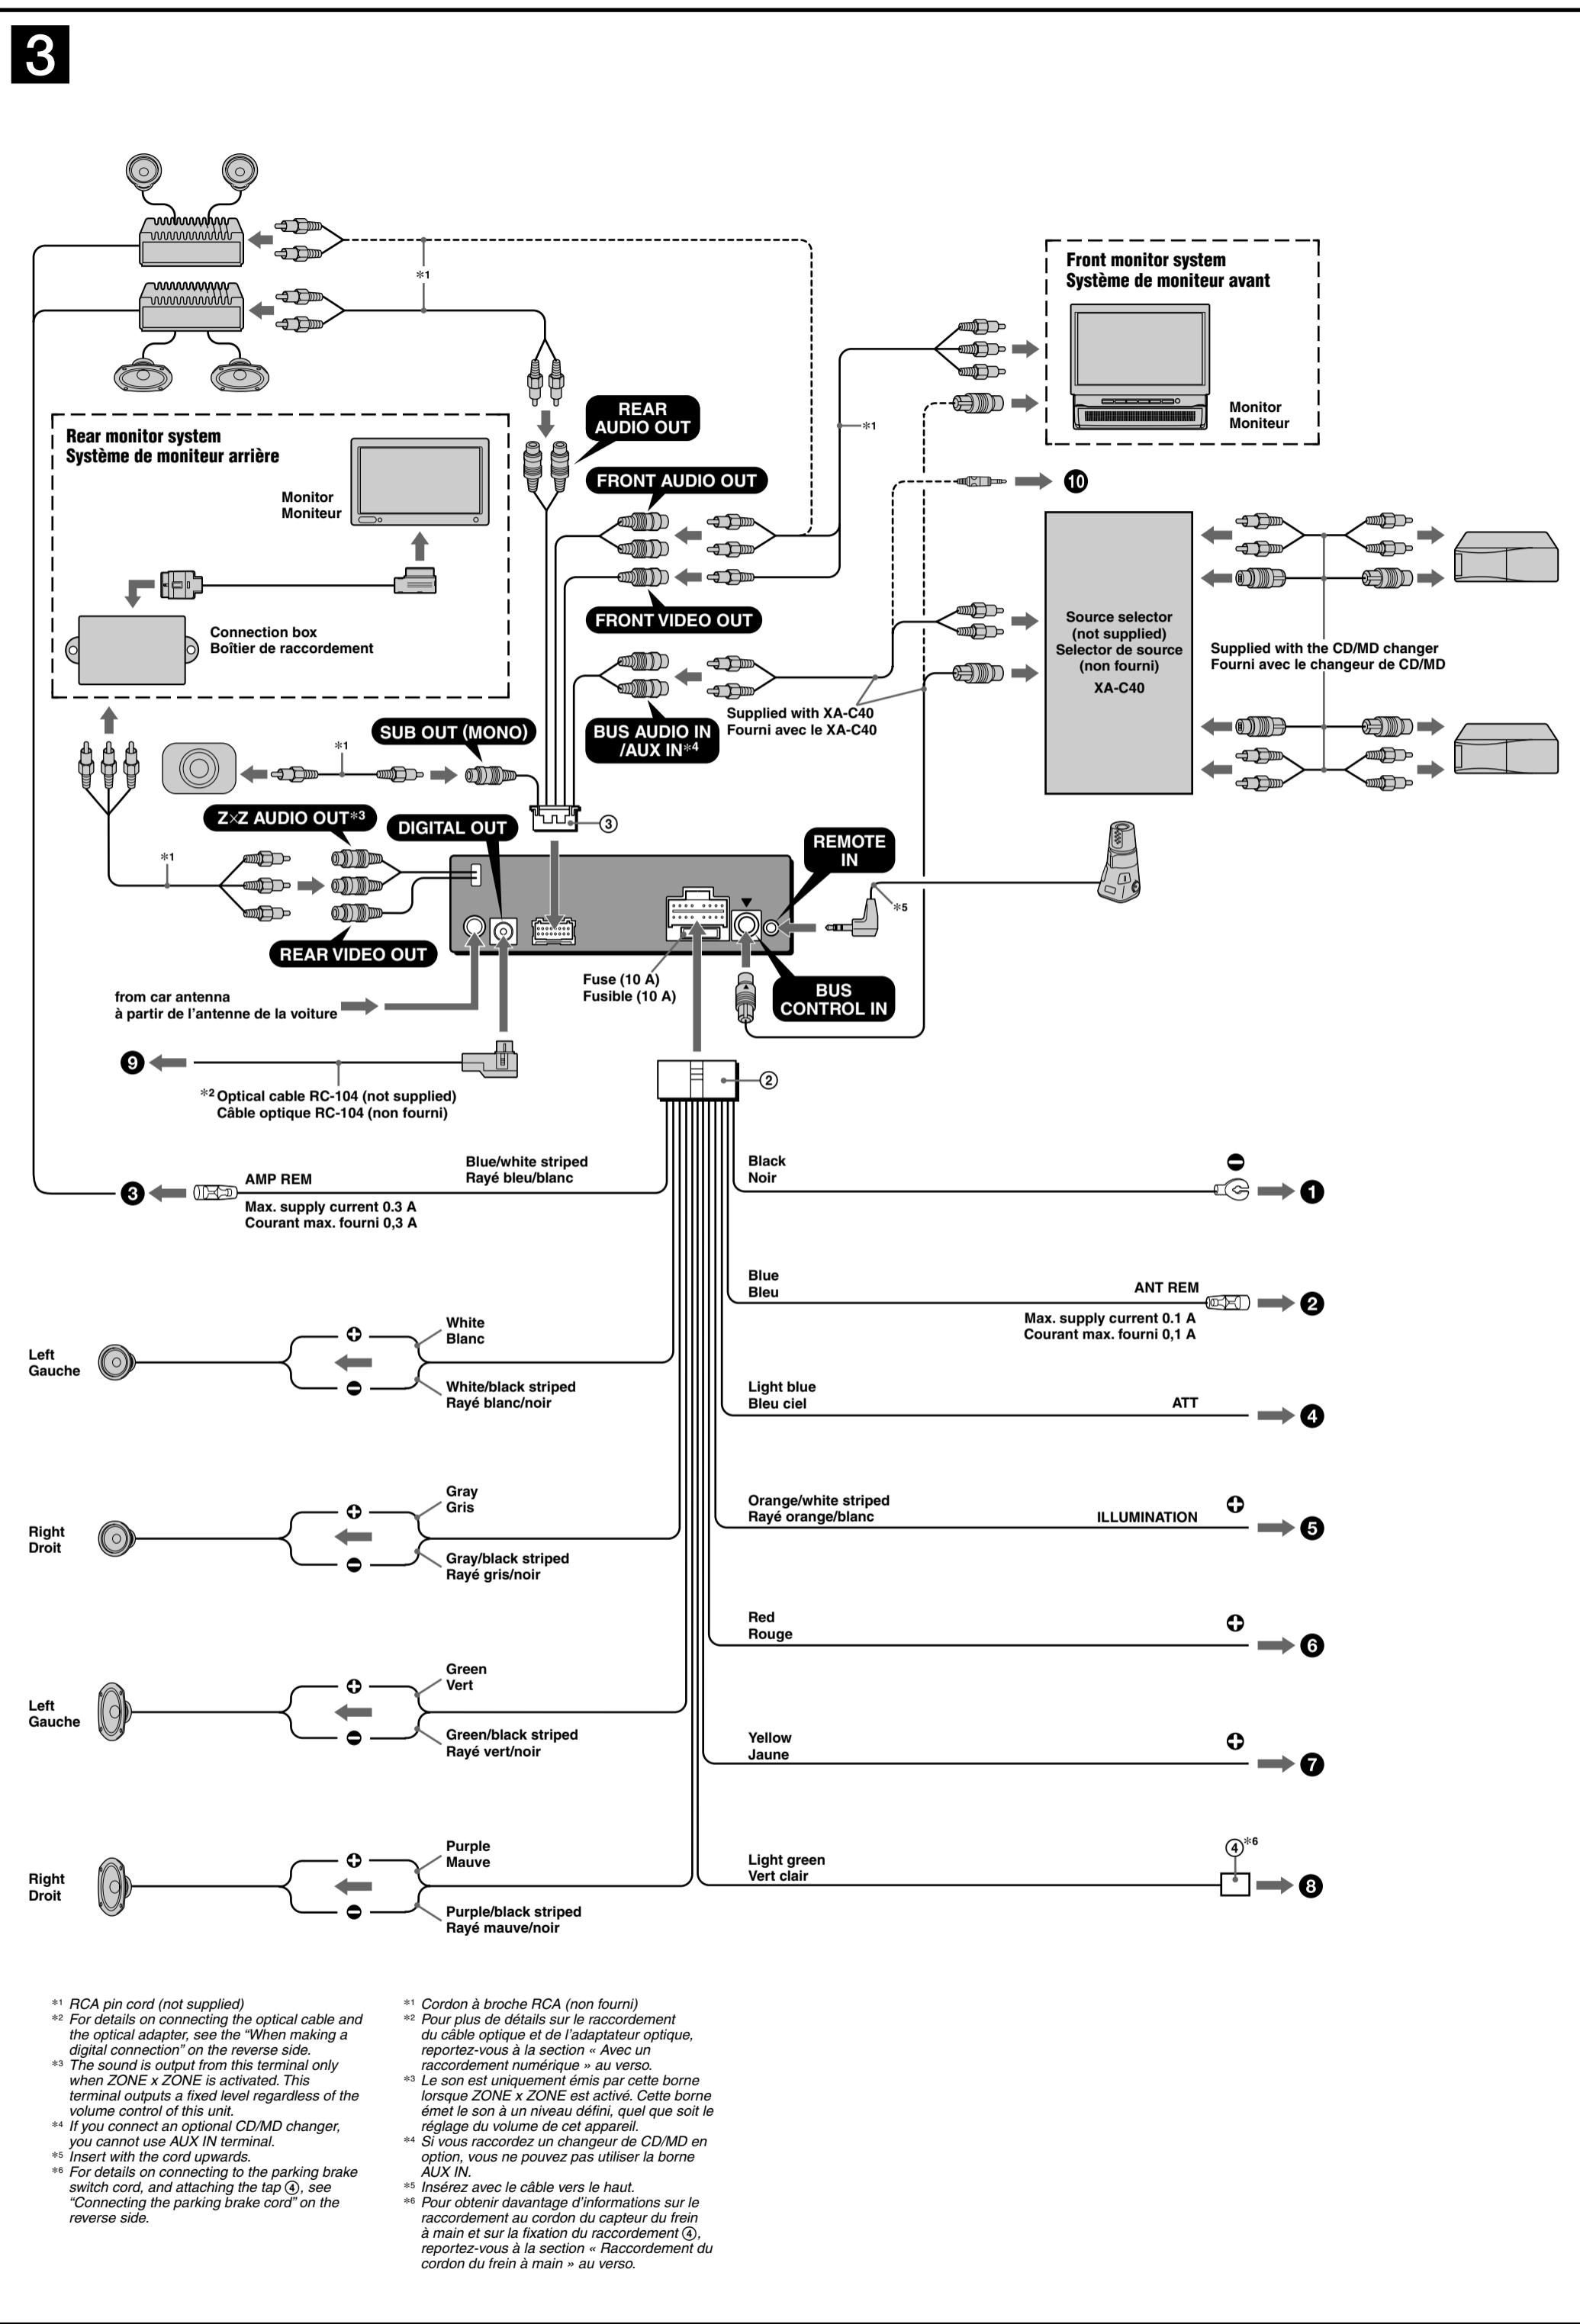 3
*1
Front monitor system
Système de moniteur avant
Monitor
Moniteur
REAR
AUDIO OUT
*1
Rear monitor system
Système de moniteur arrière
FRONT AUDIO OUT
10
Monitor
Moniteur
FRONT VIDEO OUT
Connection box
Boîtier de raccordement
Source selector
(not supplied)
Selector de source
(non fourni)
XA-C40
Supplied with the CD/MD changer
Fourni avec le changeur de CD/MD
Supplied with XA-C40
Fourni avec le XA-C40
BUS AUDIO IN
/AUX IN*4
SUB OUT (MONO)
*1
Z×Z AUDIO OUT*3
DIGITAL OUT
3
REMOTE
IN
*1
*5
REAR VIDEO OUT
Fuse (10 A)
Fusible (10 A)
BUS
CONTROL IN
from car antenna
à partir de l’antenne de la voiture
9
*2 Optical cable RC-104 (not supplied)
Câble optique RC-104 (non fourni)
2
Blue/white striped
Rayé bleu/blanc
AMP REM
3
Max. supply current 0.3 A
Courant max. fourni 0,3 A
Black
Noir
1
Blue
Bleu
ANT REM
2
Max. supply current 0.1 A
Courant max. fourni 0,1 A
Left
Gauche
White
Blanc
White/black striped
Rayé blanc/noir
Light blue
Bleu ciel
ATT
4
Right
Droit
Gray
Gris
Gray/black striped
Rayé gris/noir
Orange/white striped
Rayé orange/blanc
ILLUMINATION
5
Red
Rouge
6
Left
Gauche
Green
Vert
Green/black striped
Rayé vert/noir
Yellow
Jaune
7
Right
Droit
Purple
Mauve
Purple/black striped
Rayé mauve/noir
Light green
Vert clair
4 *6
8
*1 RCA pin cord (not supplied)
*2 For details on connecting the optical cable and
the optical adapter, see the “When making a
digital connection” on the reverse side.
*3 The sound is output from this terminal only
when ZONE x ZONE is activated. This
terminal outputs a fixed level regardless of the
volume control of this unit.
*4 If you connect an optional CD/MD changer,
you cannot use AUX IN terminal.
*5 Insert with the cord upwards.
*6 For details on connecting to the parking brake
switch cord, and attaching the tap 4, see
“Connecting the parking brake cord” on the
reverse side.
*1 Cordon à broche RCA (non fourni)
*2 Pour plus de détails sur le raccordement
du câble optique et de l’adaptateur optique,
reportez-vous à la section « Avec un
raccordement numérique » au verso.
*3 Le son est uniquement émis par cette borne
lorsque ZONE x ZONE est activé. Cette borne
émet le son à un niveau défini, quel que soit le
réglage du volume de cet appareil.
*4 Si vous raccordez un changeur de CD/MD en
option, vous ne pouvez pas utiliser la borne
AUX IN.
*5 Insérez avec le câble vers le haut.
*6 Pour obtenir davantage d’informations sur le
raccordement au cordon du capteur du frein
à main et sur la fixation du raccordement 4,
reportez-vous à la section « Raccordement du
cordon du frein à main » au verso.